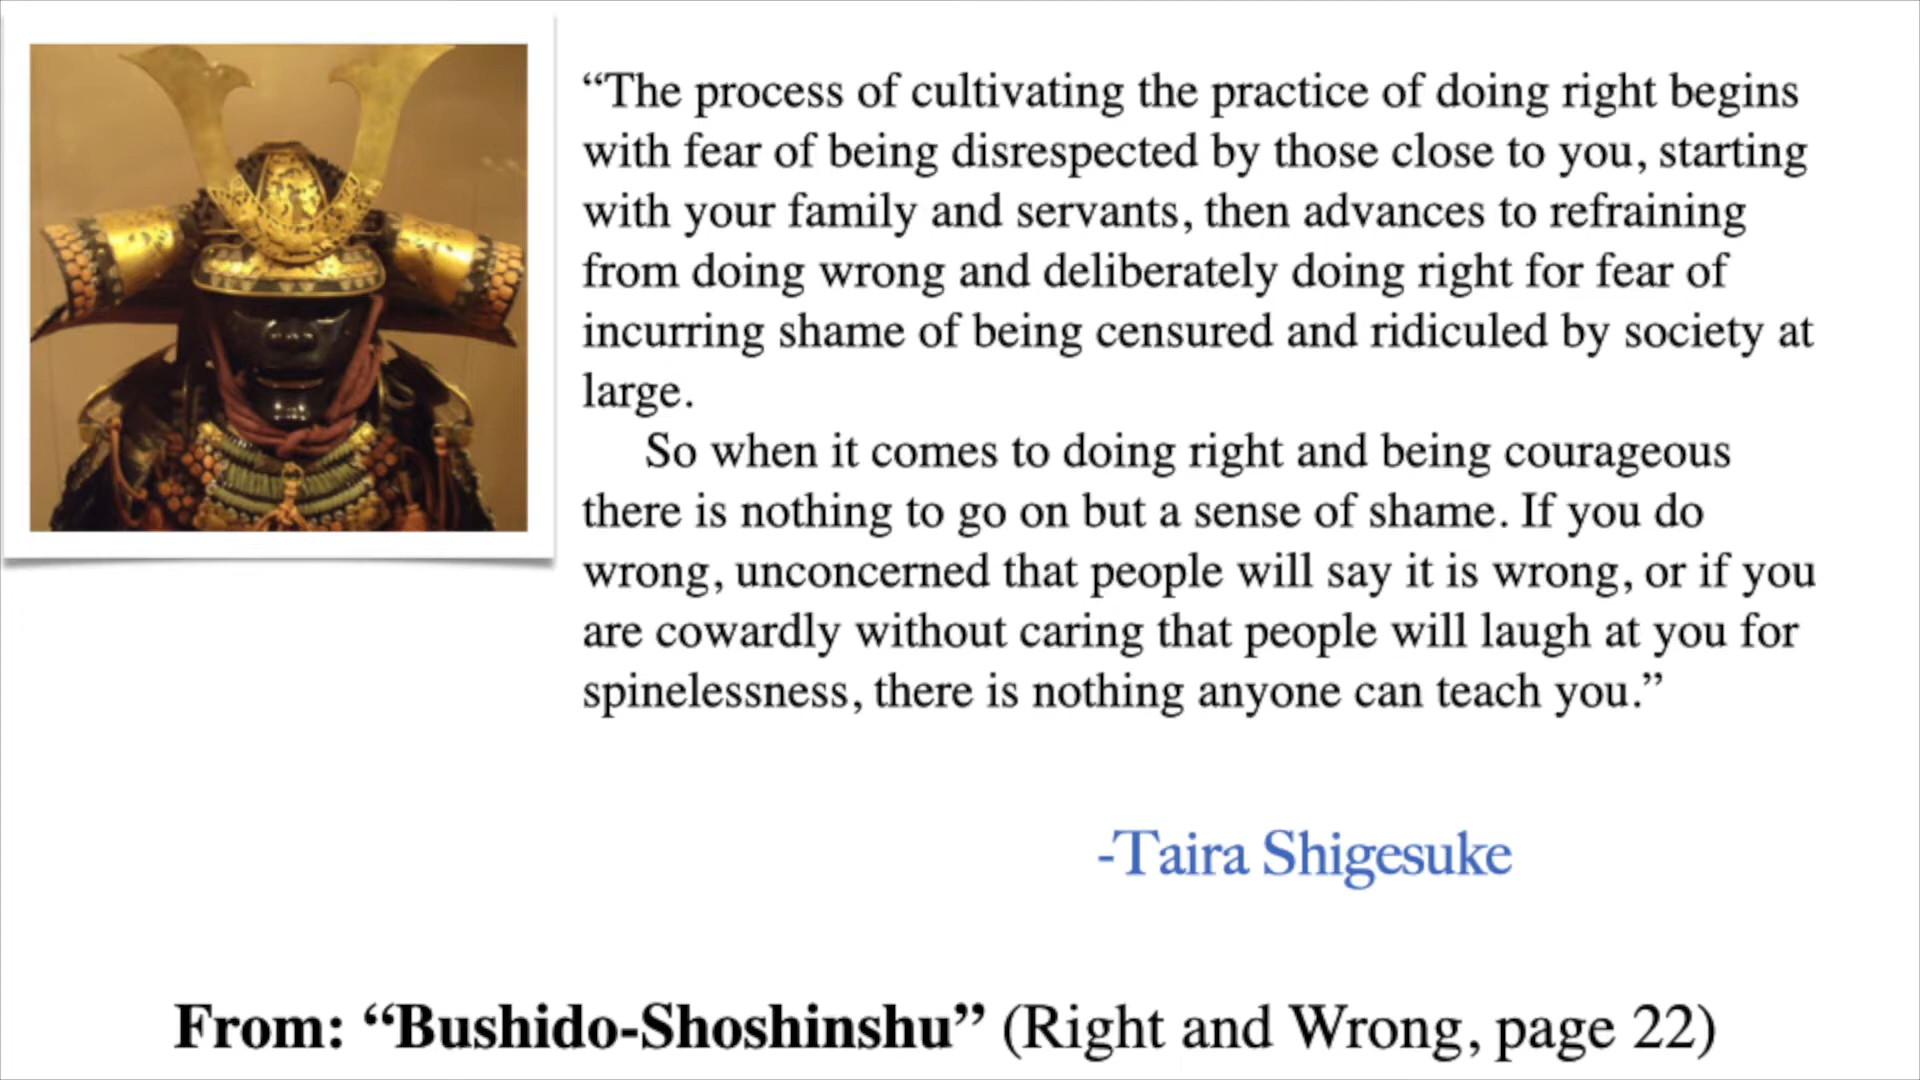 “The process of cultivating the practice of doing right begins
with fear of being disrespected by those close to you, starting
with your family and servants, then advances to refraining
from doing wrong and deliberately doing right for fear of
incurring shame of being censured and ridiculed by society at
large.
So when it comes to doing right and being courageous
there is nothing to go on but a sense of shame. If you do
wrong, unconcerned that people will say it is wrong, or if you
are cowardly without caring that people will laugh at you for
spinelessness, there is nothing anyone can teach you.”
-Taira Shigesuke
From: “Bushido-Shoshinshu” (Right and Wrong, page 22)